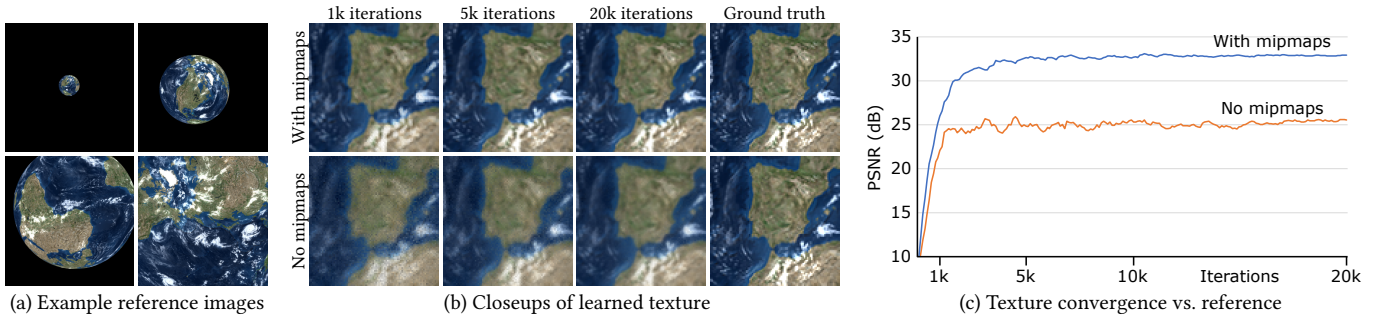 1k iterations 5k iterations 20k iterations Ground truth
With mipmaps
No mipmaps
35
30
25
20
15
10
PSNR (dB)
With mipmaps
No mipmaps
1k 5k 10k Iterations 20k
(a) Example reference images
(b) Closeups of learned texture
(c) Texture convergence vs. reference